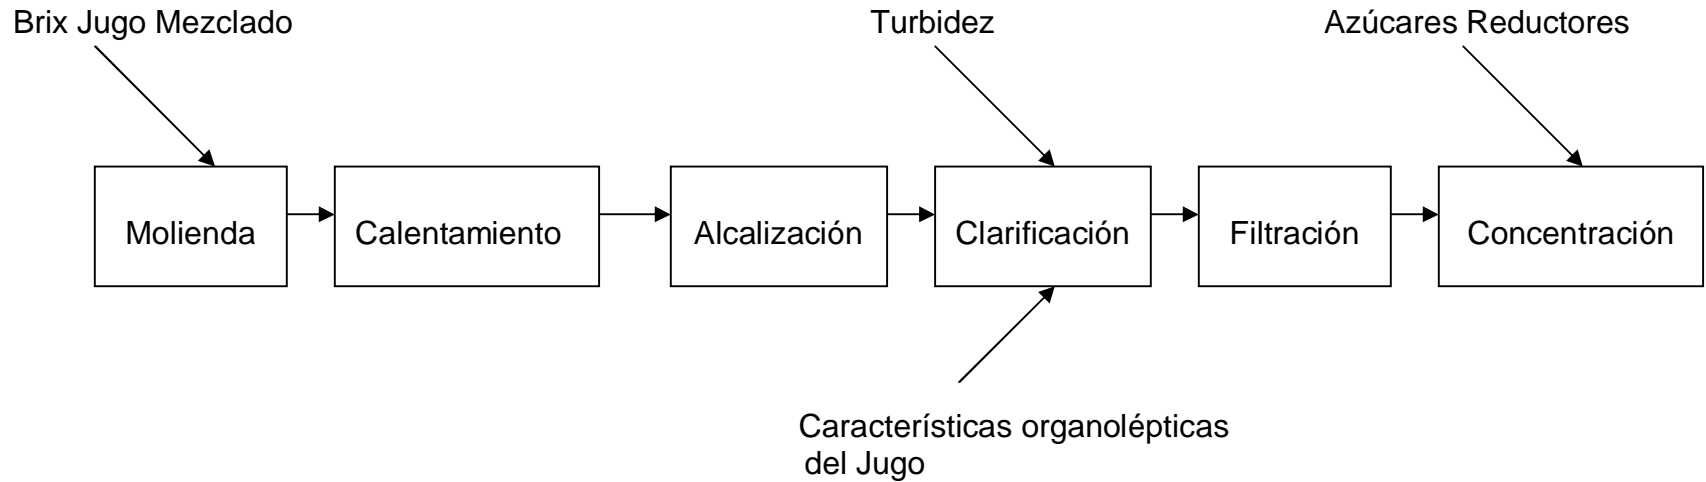 Brix Jugo Mezclado
Turbidez
Azúcares Reductores
Molienda
Calentamiento
Alcalización
Clarificación
Filtración
Concentración
Características organolépticas
del Jugo